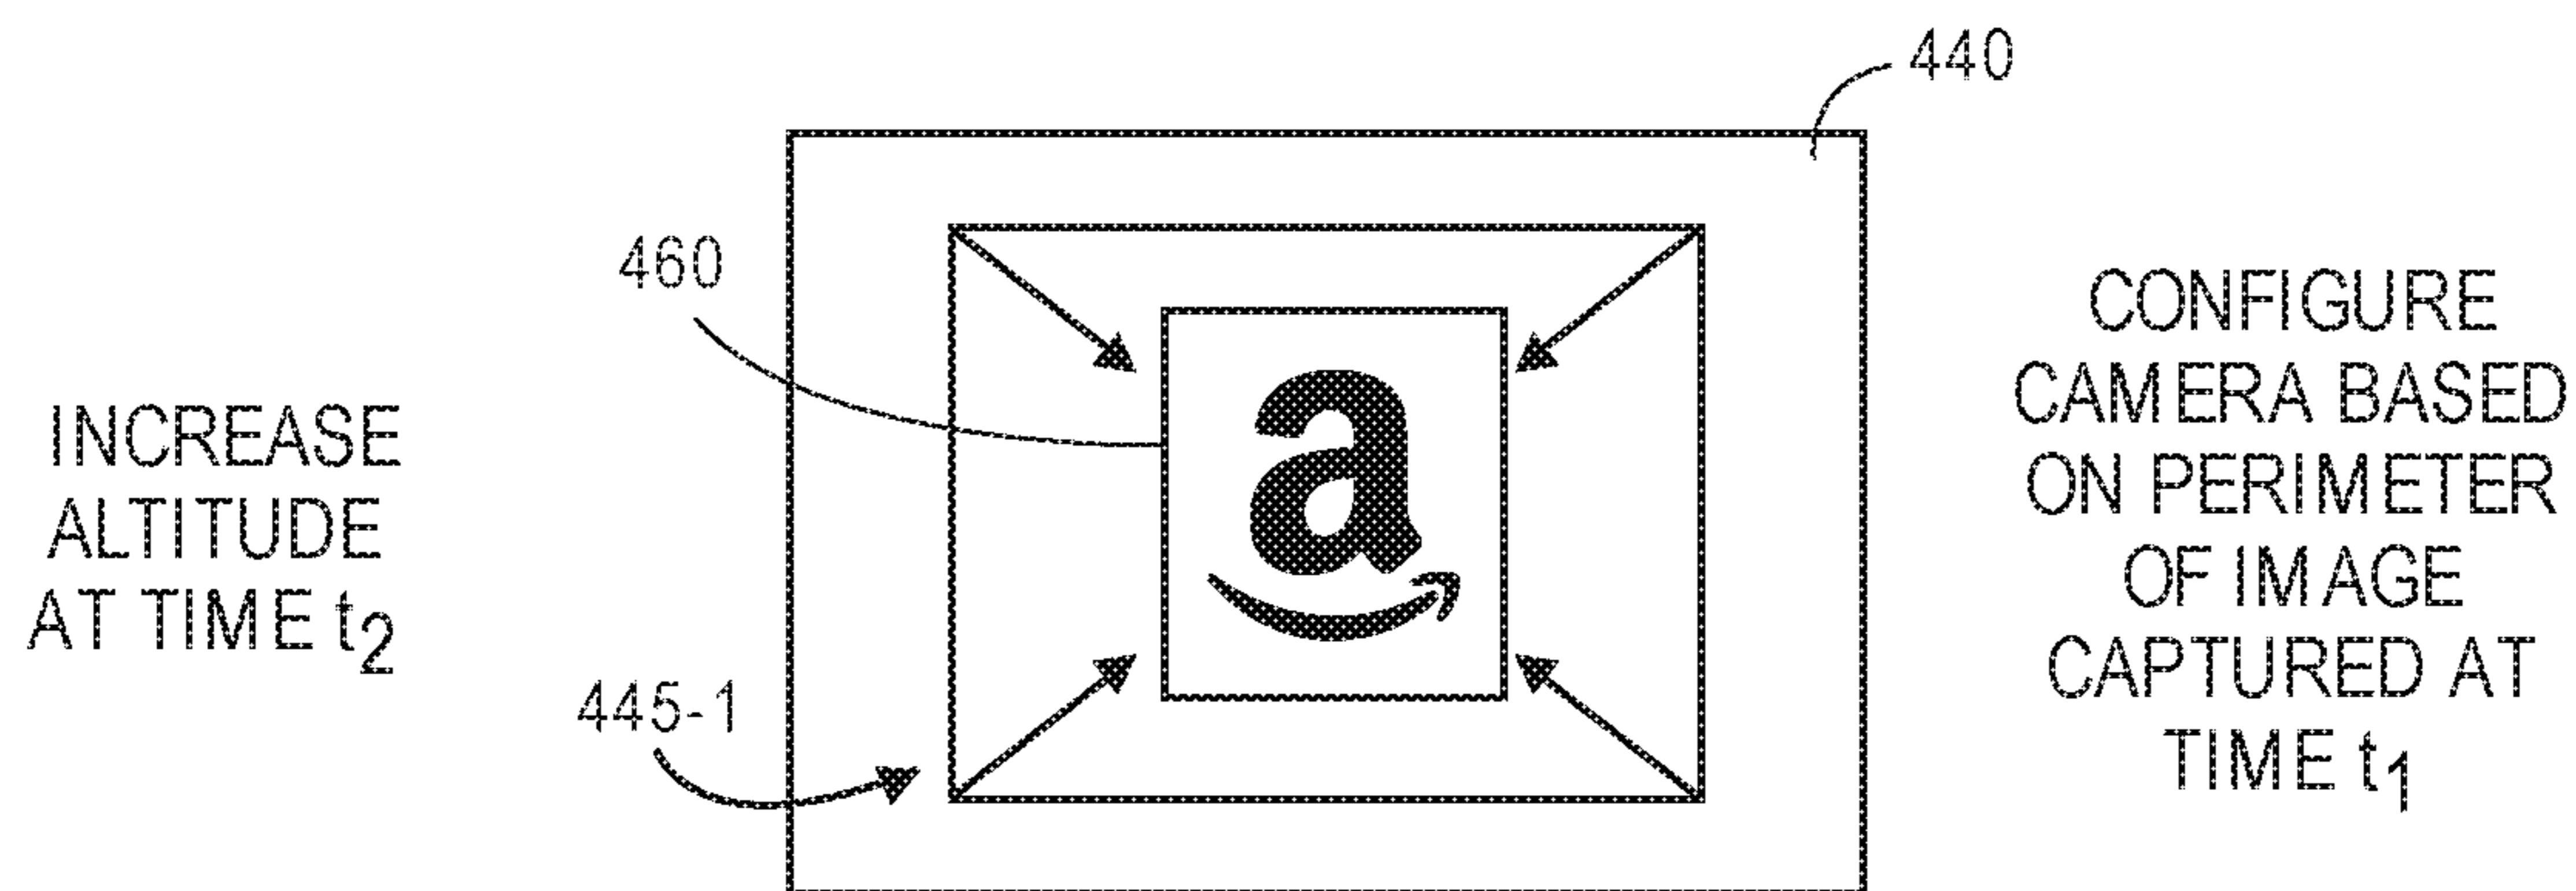 440
460
INCREASE
ALTITUDE
AT TIME t2
445-1
a
CONFIGURE
CAMERA BASED
ON PERIMETER
OF IMAGE
CAPTURED AT
TIME t1